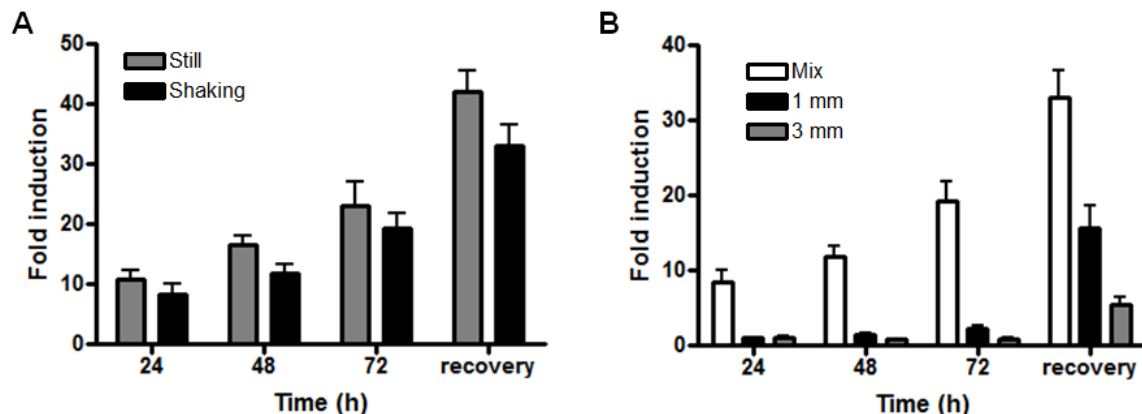 A
50
40
30
20
10
0
Fold induction
Still
Shaking
24 48 72 recovery
Time (h)
B
40
30
20
10
0
Fold induction
Mix
1 mm
3 mm
24 48 72 recovery
Time (h)